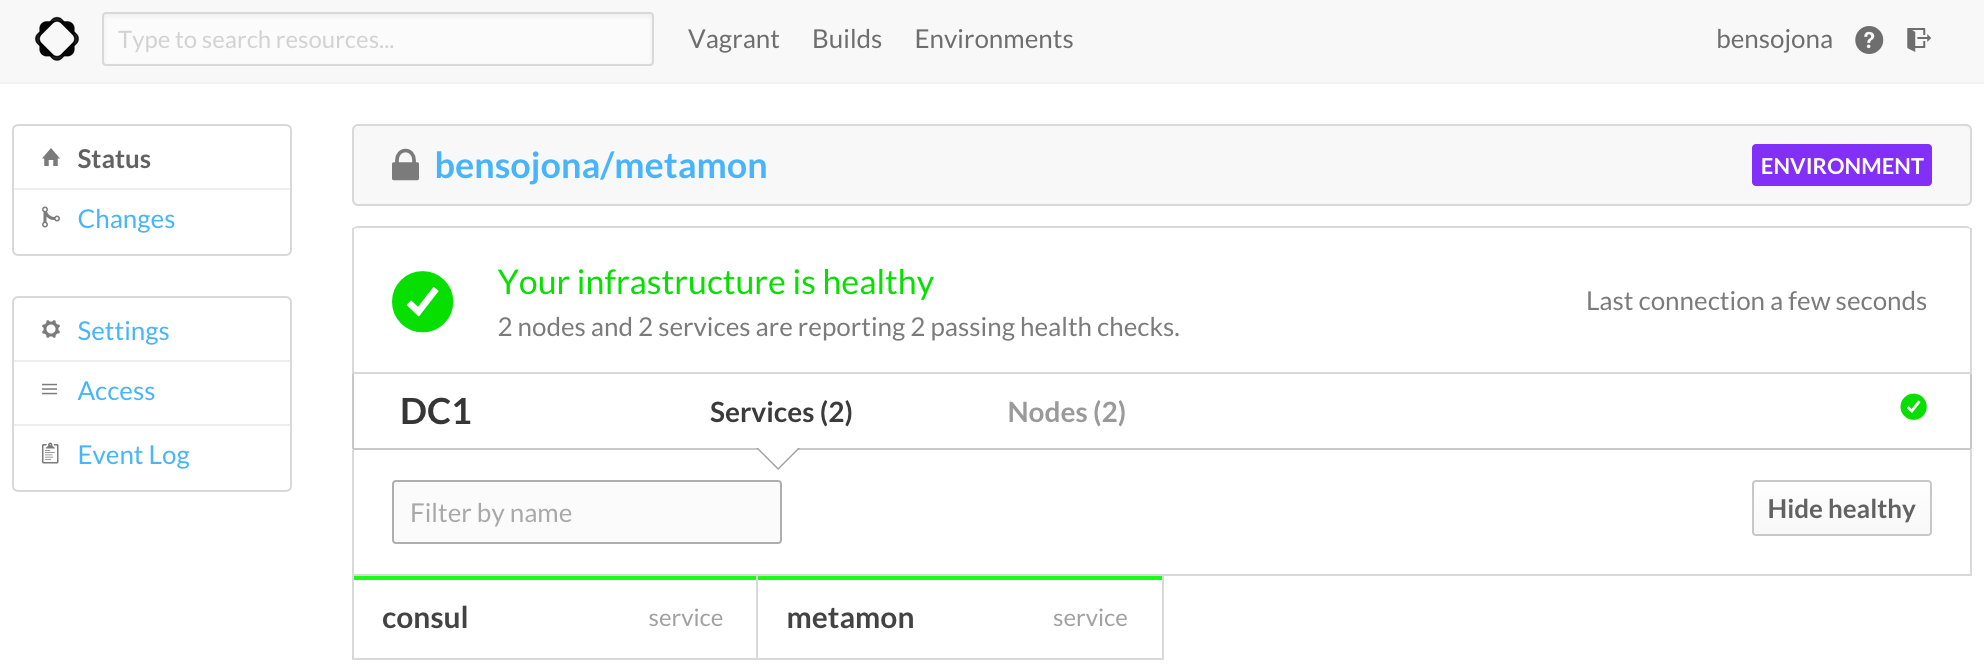 Type to search resources...
Vagrant
Builds
Environments
bensojona
?
Status
Changes
Settings
Access
Event Log
bensojona/metamon
ENVIRONMENT
Your infrastructure is healthy
2 nodes and 2 services are reporting 2 passing health checks.
Last connection a few seconds
DC1
Services (2)
Nodes (2)
Filter by name
Hide healthy
consul
service
metamon
service